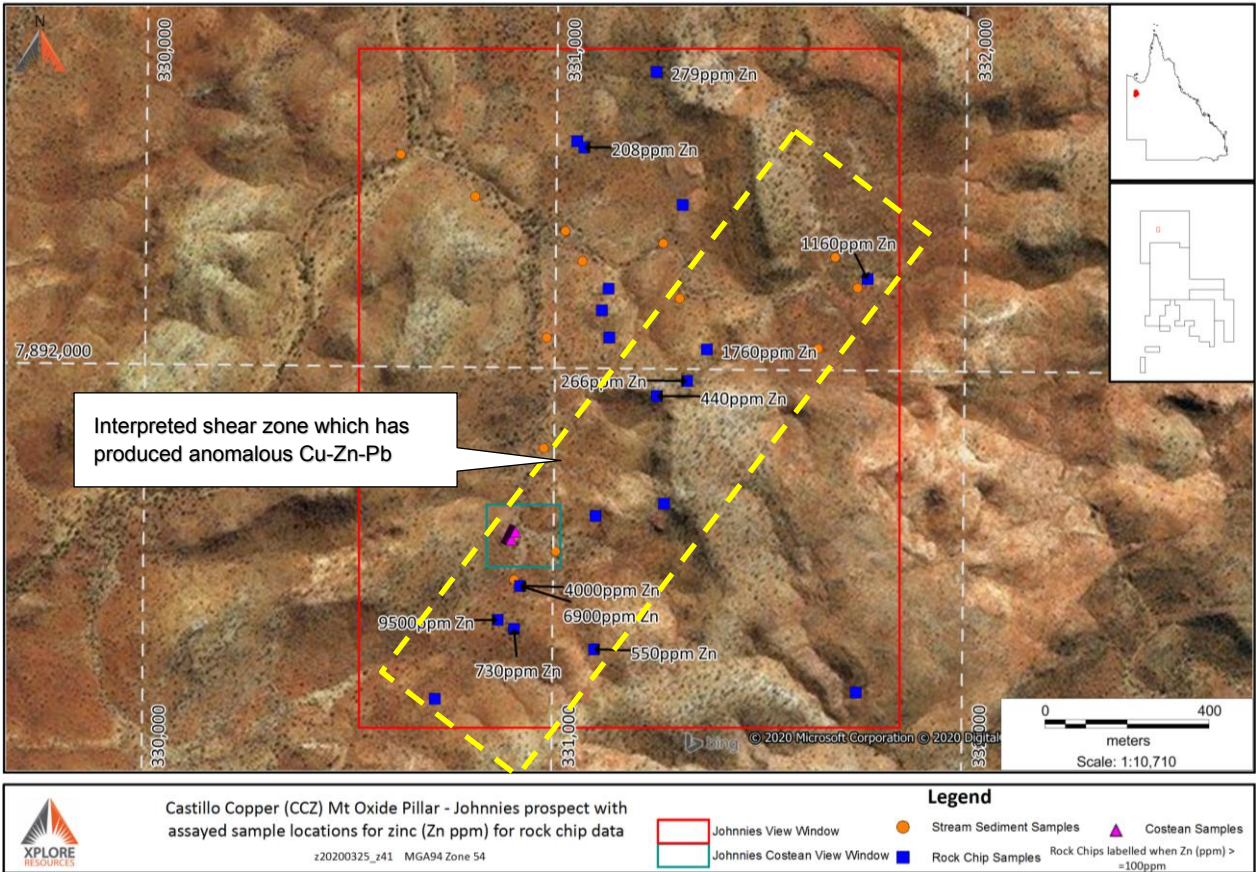 N
330,000
331,000
332,000
279ppm Zn
208ppm Zn
1160ppm Zn
7,892,000
1760ppm Zn
266ppm Zn
440ppm Zn
Interpreted shear zone which has
produced anomalous Cu-Zn-Pb
4000ppm Zn
9500ppm Zn
6900ppm Zn
730ppm Zn
550ppm Zn
330,000
331,000
bing
© 2020 Microsoft Corporation © 2020 Digital
0
400
meters
Scale: 1:10,710
XPLORE
RESOURCES
Castillo Copper (CCZ) Mt Oxide Pillar - Johnnies prospect with
assayed sample locations for zinc (Zn ppm) for rock chip data
z20200325_z41 MGA94 Zone 54
Legend
Johnnies View Window
Johnnies Costean View Window
Stream Sediment Samples
Rock Chip Samples
Costean Samples
Rock Chips labelled when Zn (ppm) >
=100ppm